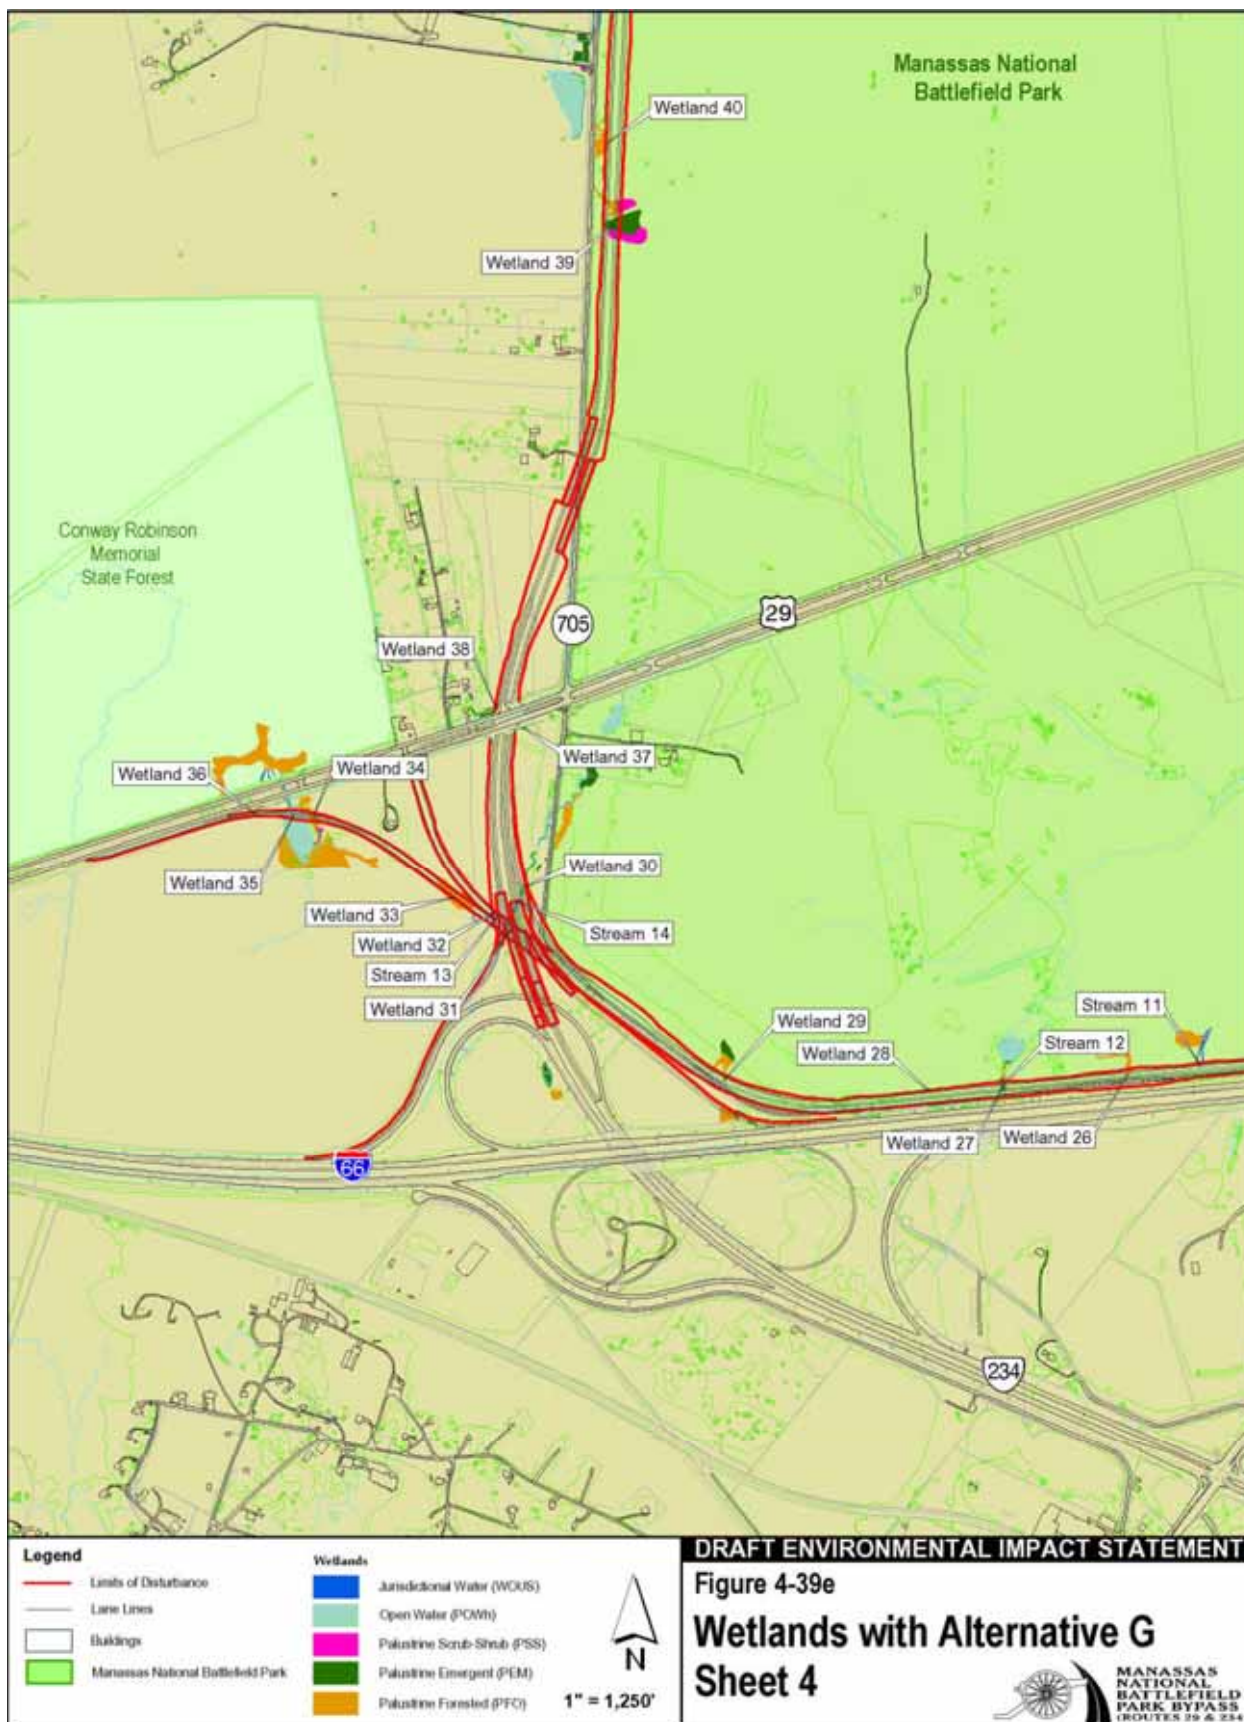 Manassas National
Battlefield Park
Wetland 40
Wetland 39
Conway Robinson
Memorial
State Forest
705
29
Wetland 38
Wetland 37
Wetland 36
Wetland 34
Wetland 35
Wetland 30
Wetland 33
Stream 14
Wetland 32
Stream 13
Wetland 31
Wetland 29
Stream 11
Stream 12
Wetland 28
Wetland 27
Wetland 26
66
234
Legend
Limits of Disturbance
Lane Lines
Buildings
Manassas National Battlefield Park
Wetlands
Jurisdictional Water (WOUS)
Open Water (POWh)
Palustrine Scrub-Shrub (PSS)
Palustrine Emergent (PEM)
Palustrine Forested (PFO)
N
1" = 1,250'
DRAFT ENVIRONMENTAL IMPACT STATEMENT
Figure 4-39e
Wetlands with Alternative G
Sheet 4
MANASSAS
NATIONAL
BATTLEFIELD
PARK BYPASS
(ROUTES 29 & 234